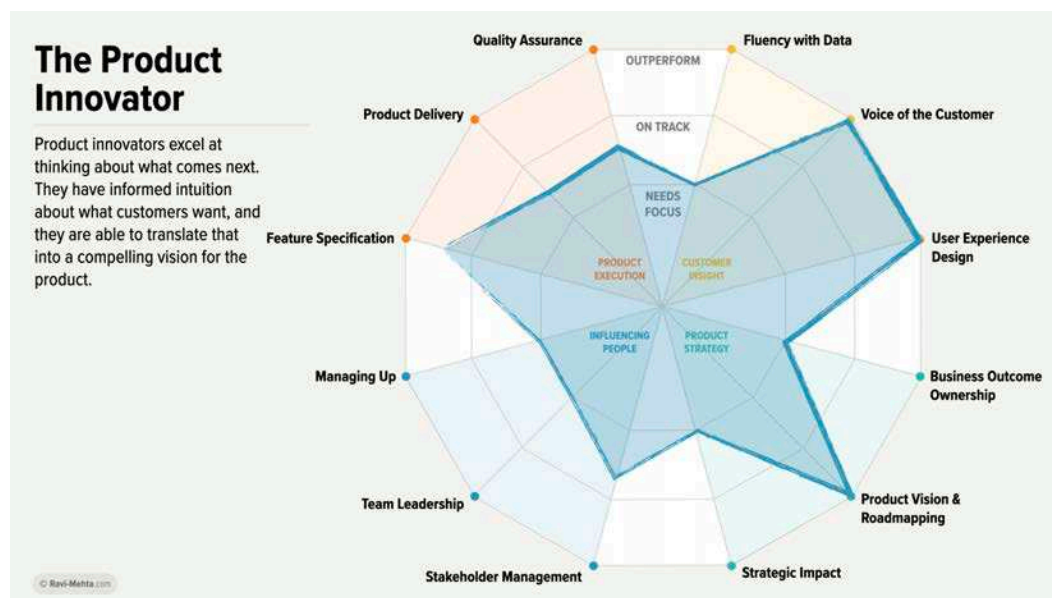 The Product
Innovator
Product innovators excel at
thinking about what comes next.
They have informed intuition
about what customers want, and
they are able to translate that
into a compelling vision for the
product.
Quality Assurance
Fluency with Data
OUTPERFORM
Product Delivery
ON TRACK
Voice of the Customer
NEEDS
FOCUS
Feature Specification
User Experience
Design
PRODUCT
EXECUTION
CUSTOMER
INSIGHT
INFLUENCING
PEOPLE
PRODUCT
STRATEGY
Managing Up
Business Outcome
Ownership
Team Leadership
Product Vision &
Roadmapping
Stakeholder Management
Strategic Impact
© Ravi-Mehta.com